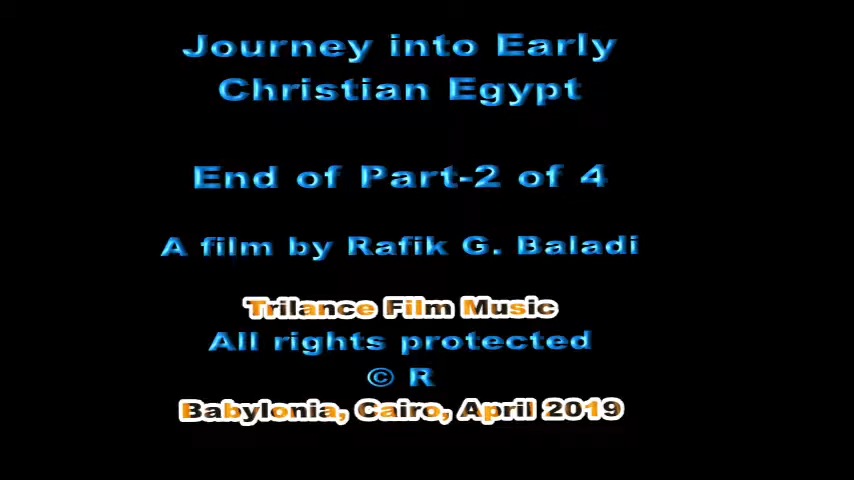 Journey into Early
Christian Egypt
End of Part-2 of 4
A film by Rafik G. Baladi
Trilance Film Music
All rights protected
© R
Babylonia, Cairo, April 2019